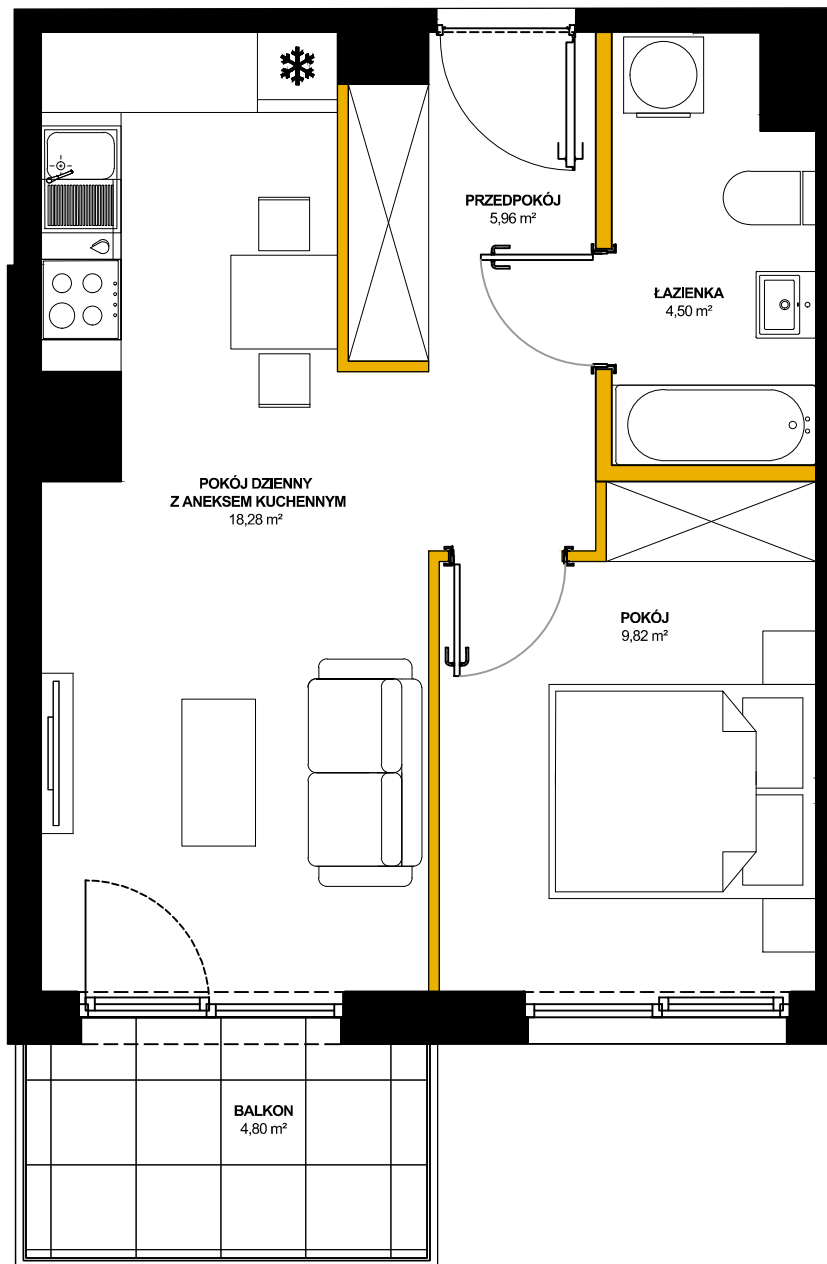 PRZEDPOKÓJ
5,96 m²
ŁAZIENKA
4,50 m²
POKÓJ DZIENNY
Z ANEKSEM KUCHENNYM
18,28 m²
POKÓJ
9,82 m²
BALKON
4,80 m²